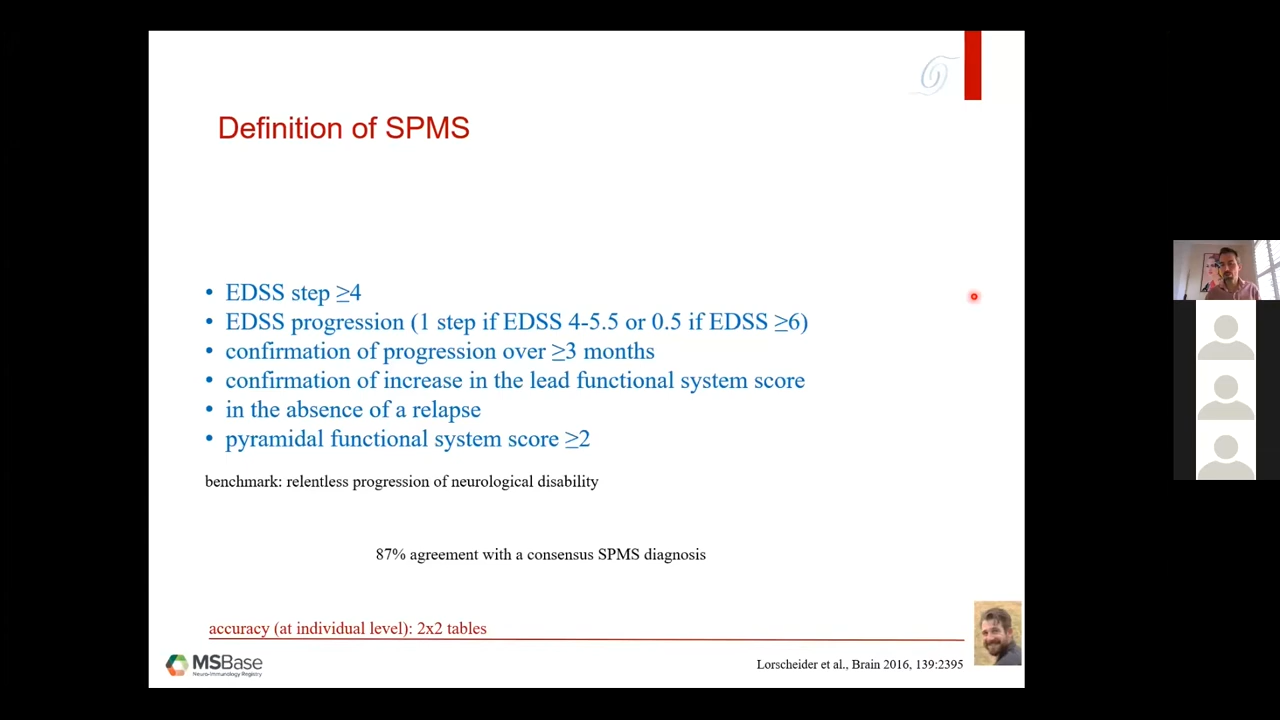 Definition of SPMS
• EDSS step ≥4
• EDSS progression (1 step if EDSS 4-5.5 or 0.5 if EDSS ≥6)
• confirmation of progression over ≥3 months
• confirmation of increase in the lead functional system score
• in the absence of a relapse
• pyramidal functional system score ≥2
benchmark: relentless progression of neurological disability
87% agreement with a consensus SPMS diagnosis
accuracy (at individual level): 2x2 tables
MSBase
Neuro-Immunology Registry
Lorscheider et al., Brain 2016, 139:2395